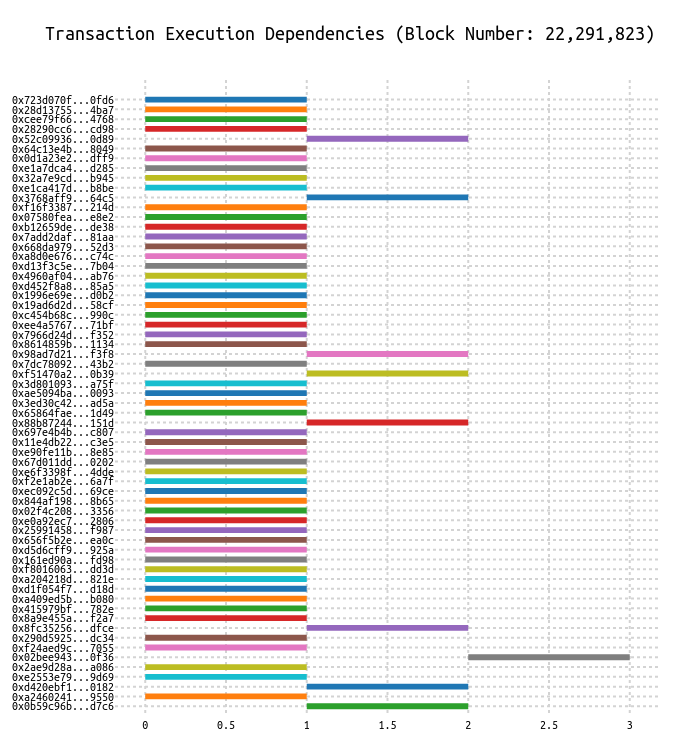 Transaction Execution Dependencies (Block Number: 22,291,823)
0x723d070f...0fd6
0x28d13755...4ba7
0xcee79f66...4768
0x28290cc6...cd98
0x52c09936...0d89
0x64c13e4b...8049
0x0d1a23e2...dff9
0xe1a7dca4...d285
0x32a7e9cd...b945
0xe1ca417d...b8be
0x3768aff9...64c5
0xf16f3387...214d
0x07580fea...e8e2
0xb12659de...de38
0x7add2daf...81aa
0x668da979...52d3
0xa8d0e676...c74c
0xd13f3c5e...7b04
0x4960af04...ab76
0xd452f8a8...85a5
0x1996e69e...d0b2
0x19ad6d2d...58cf
0xc454b68c...990c
0xee4a5767...71bf
0x7966d24d...f352
0x8614859b...1134
0x98ad7d21...f3f8
0x7dc78092...43b2
0xf51470a2...0b39
0x3d801093...a75f
0xae5094ba...0093
0x3ed30c42...ad5a
0x65864fae...1d49
0x88b87244...151d
0x697e4b4b...c807
0x11e4db22...c3e5
0xe90fe11b...8e85
0x67d011dd...0202
0xe6f3398f...4dde
0xf2e1ab2e...6a7f
0xec092c5d...69ce
0x844af198...8b65
0x02f4c208...3356
0xe0a92ec7...2806
0x25991458...f987
0x656f5b2e...ea0c
0xd5d6cff9...925a
0x161ed90a...fd98
0xf8016063...dd3d
0xa204218d...821e
0xd1f054f7...d18d
0xa409ed5b...b080
0x415979bf...782e
0x8a9e455a...f2a7
0x8fc35256...dfce
0x290d5925...dc34
0xf24aed9c...7055
0x02bee943...0f36
0x2ae9d28a...a086
0xe2553e79...9d69
0xd420ebf1...0182
0xa2460241...9550
0x0b59c96b...d7c6
0 0.5 1 1.5 2 2.5 3